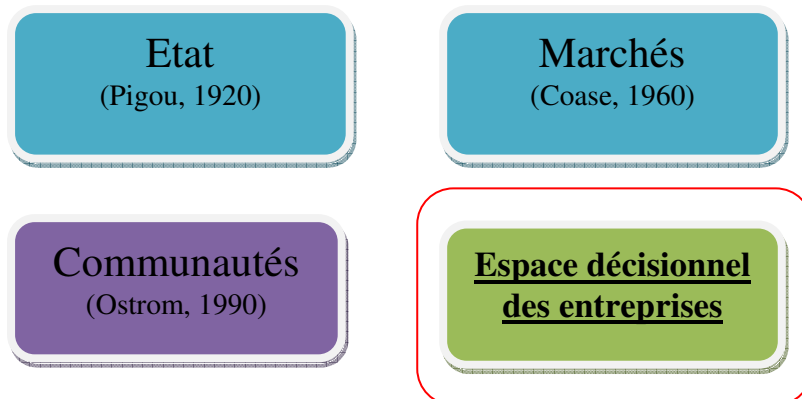 Etat
(Pigou, 1920)
Marchés
(Coase, 1960)
Communautés
(Ostrom, 1990)
Espace décisionnel
des entreprises